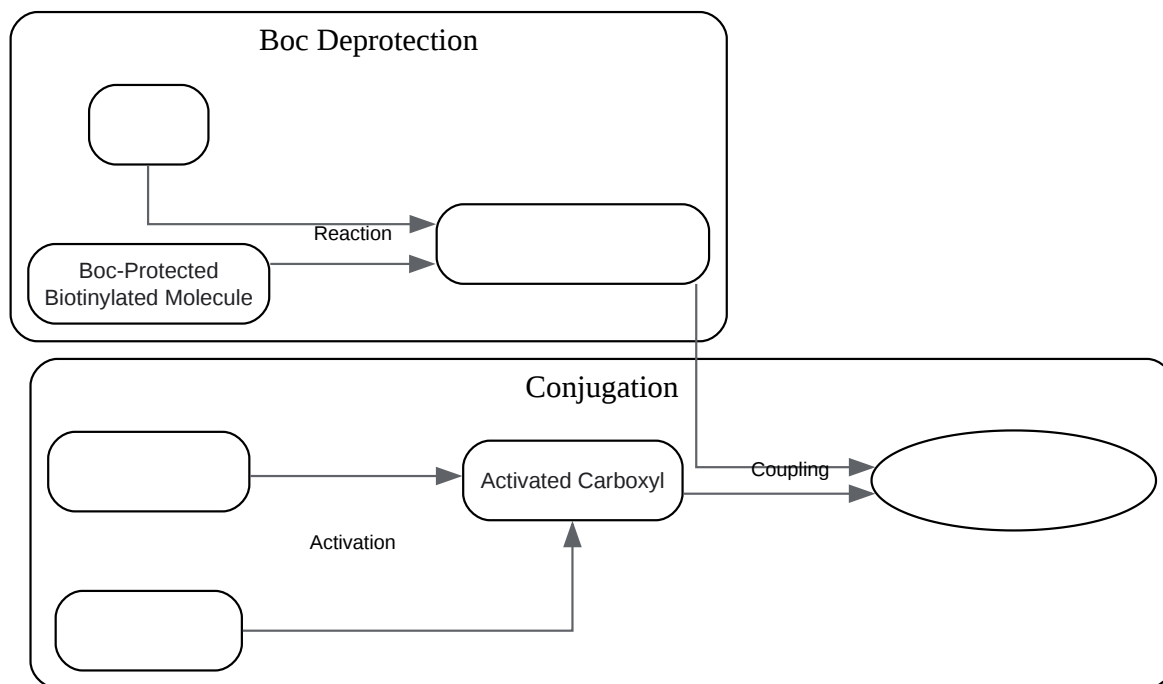 Boc Deprotection
Reaction
Boc-Protected
Biotinylated Molecule
Conjugation
Activated Carboxyl
Coupling
Activation